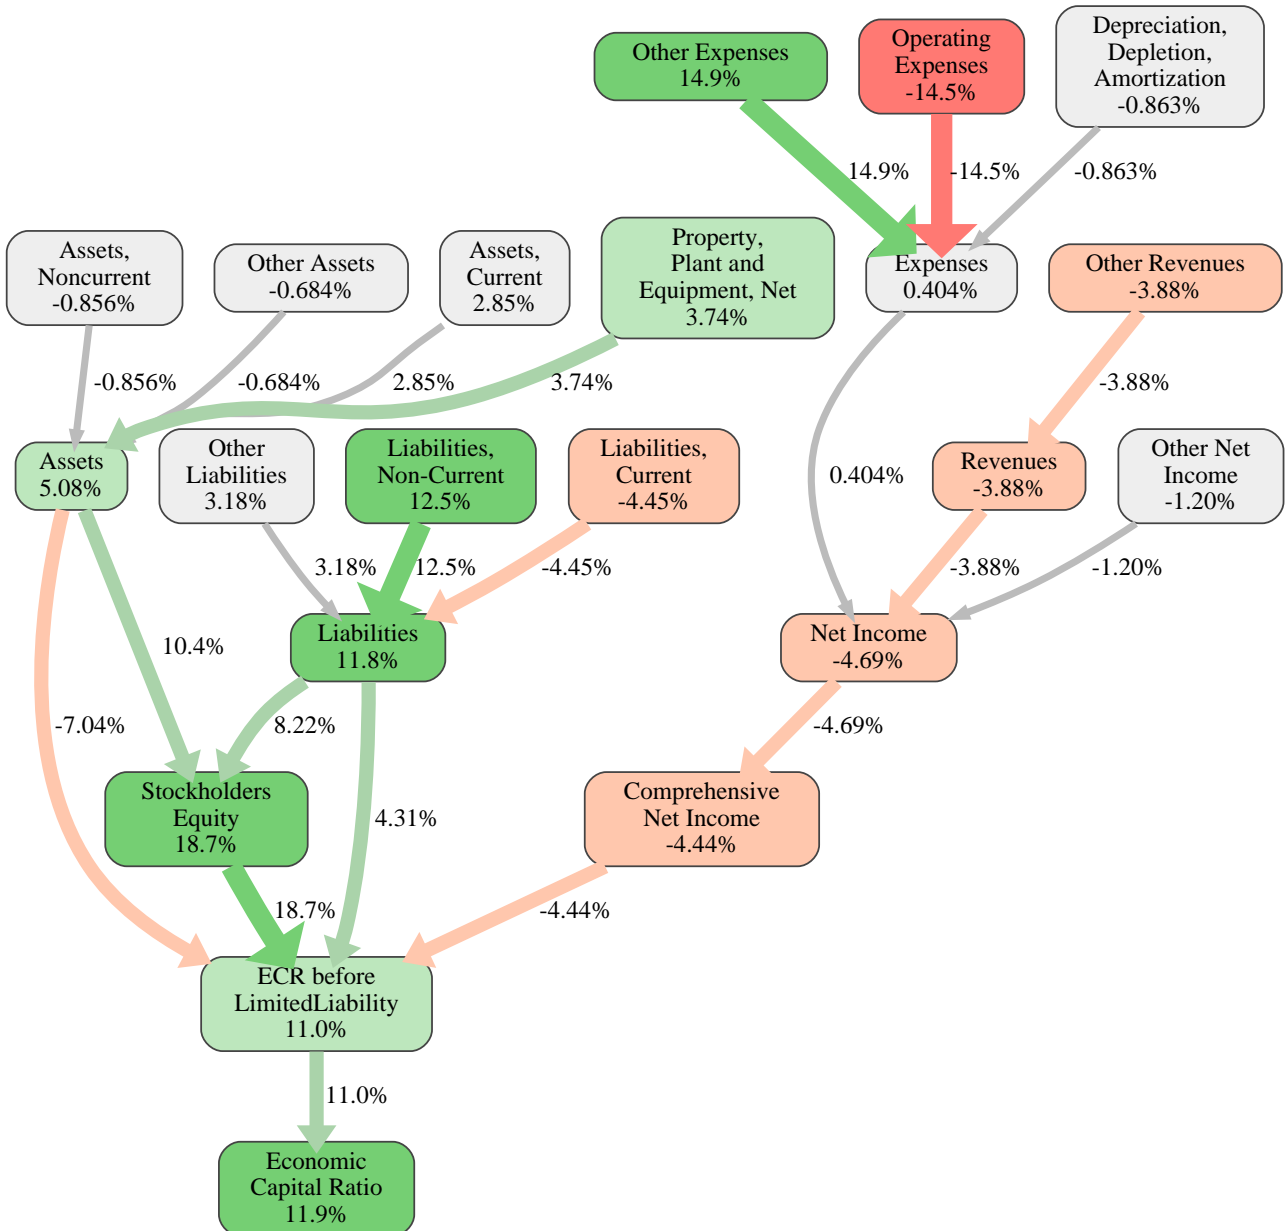 Other Expenses
14.9%
Operating
Expenses
-14.5%
Depreciation,
Depletion,
Amortization
-0.863%
14.9%
-14.5%
-0.863%
Assets,
Noncurrent
-0.856%
Other Assets
-0.684%
Assets,
Current
2.85%
Property,
Plant and
Equipment, Net
3.74%
Expenses
0.404%
Other Revenues
-3.88%
-0.856%
-0.684%
2.85%
3.74%
-3.88%
Assets
5.08%
Other
Liabilities
3.18%
Liabilities,
Non-Current
12.5%
Liabilities,
Current
-4.45%
0.404%
Revenues
-3.88%
Other Net
Income
-1.20%
3.18%
12.5%
-4.45%
-3.88%
-1.20%
10.4%
Liabilities
11.8%
Net Income
-4.69%
-7.04%
8.22%
-4.69%
Stockholders
Equity
18.7%
4.31%
Comprehensive
Net Income
-4.44%
18.7%
-4.44%
ECR before
LimitedLiability
11.0%
11.0%
Economic
Capital Ratio
11.9%